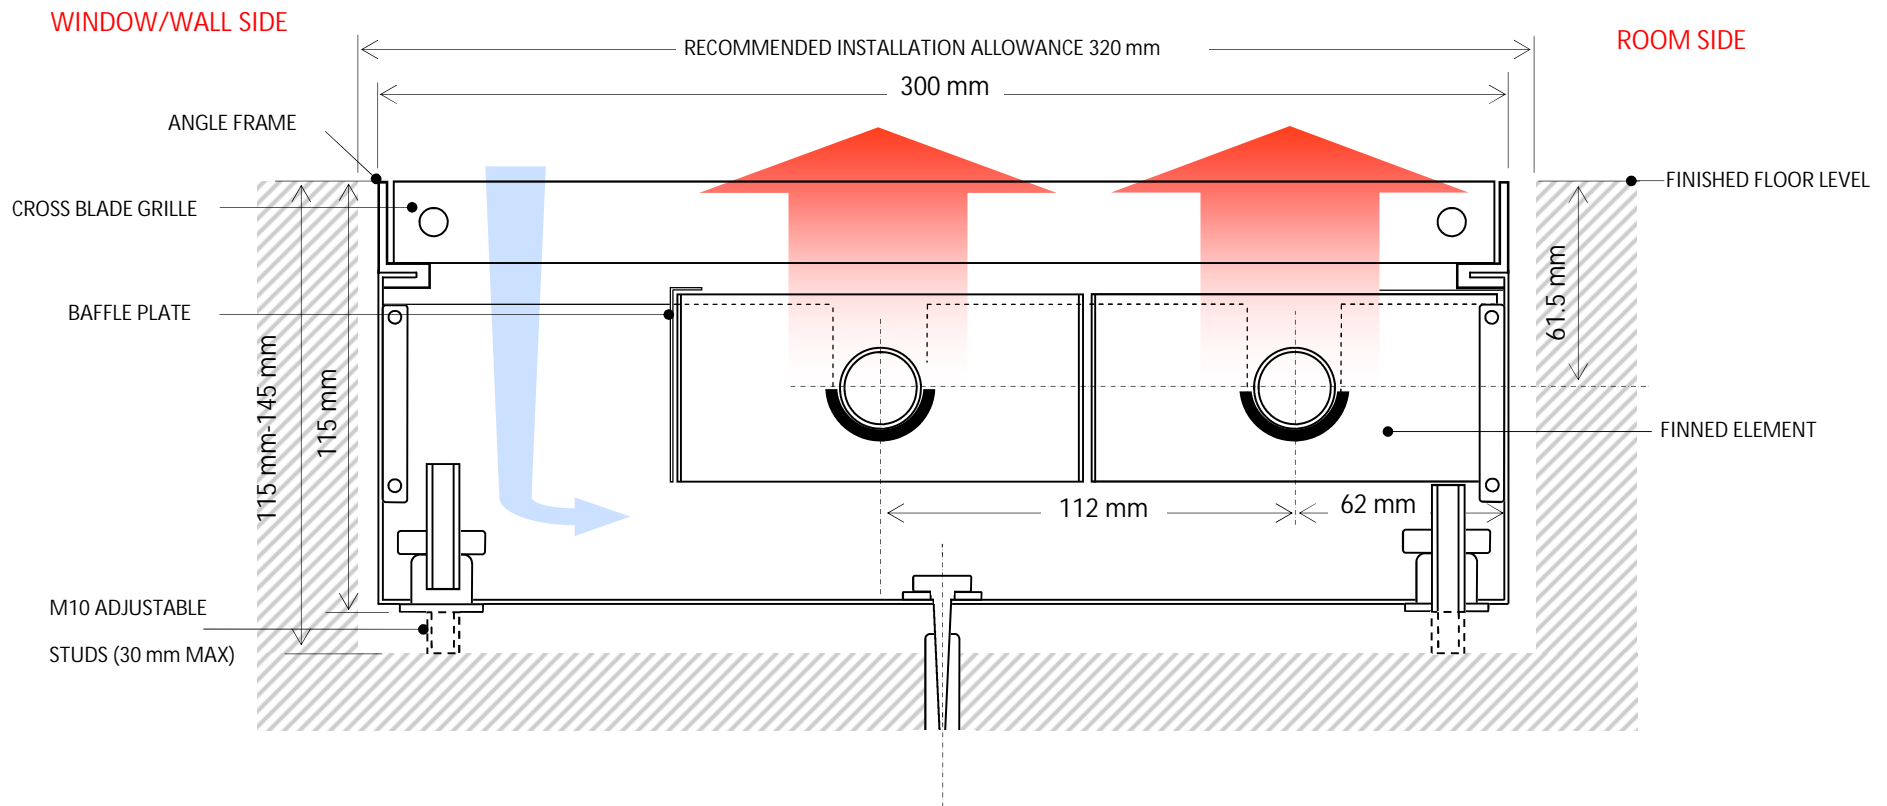 WINDOW/WALL SIDE
ROOM SIDE
RECOMMENDED INSTALLATION ALLOWANCE 320 mm
300 mm
ANGLE FRAME
FINISHED FLOOR LEVEL
CROSS BLADE GRILLE
BAFFLE PLATE
61.5 mm
115 mm-145 mm
115 mm
FINNED ELEMENT
112 mm
62 mm
M10 ADJUSTABLE
STUDS (30 mm MAX)